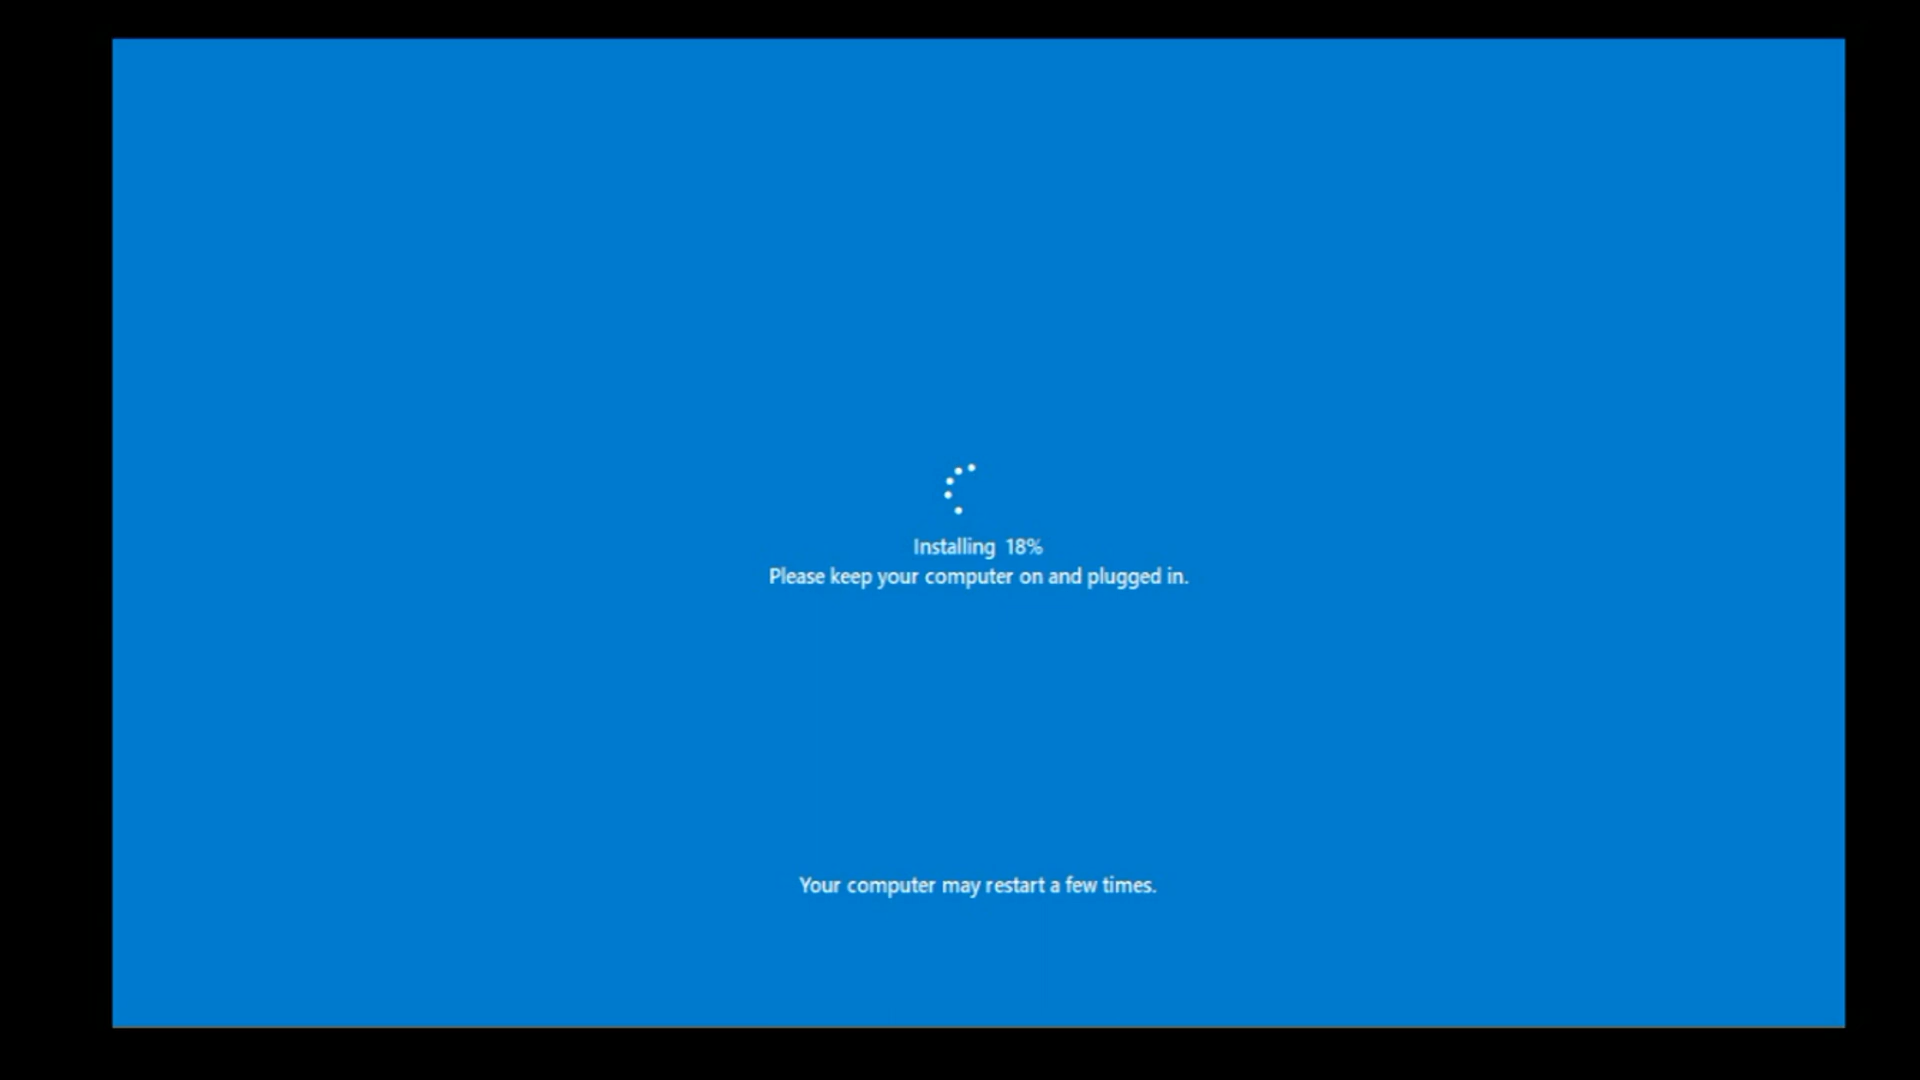 Installing 18%
Please keep your computer on and plugged in.
Your computer may restart a few times.